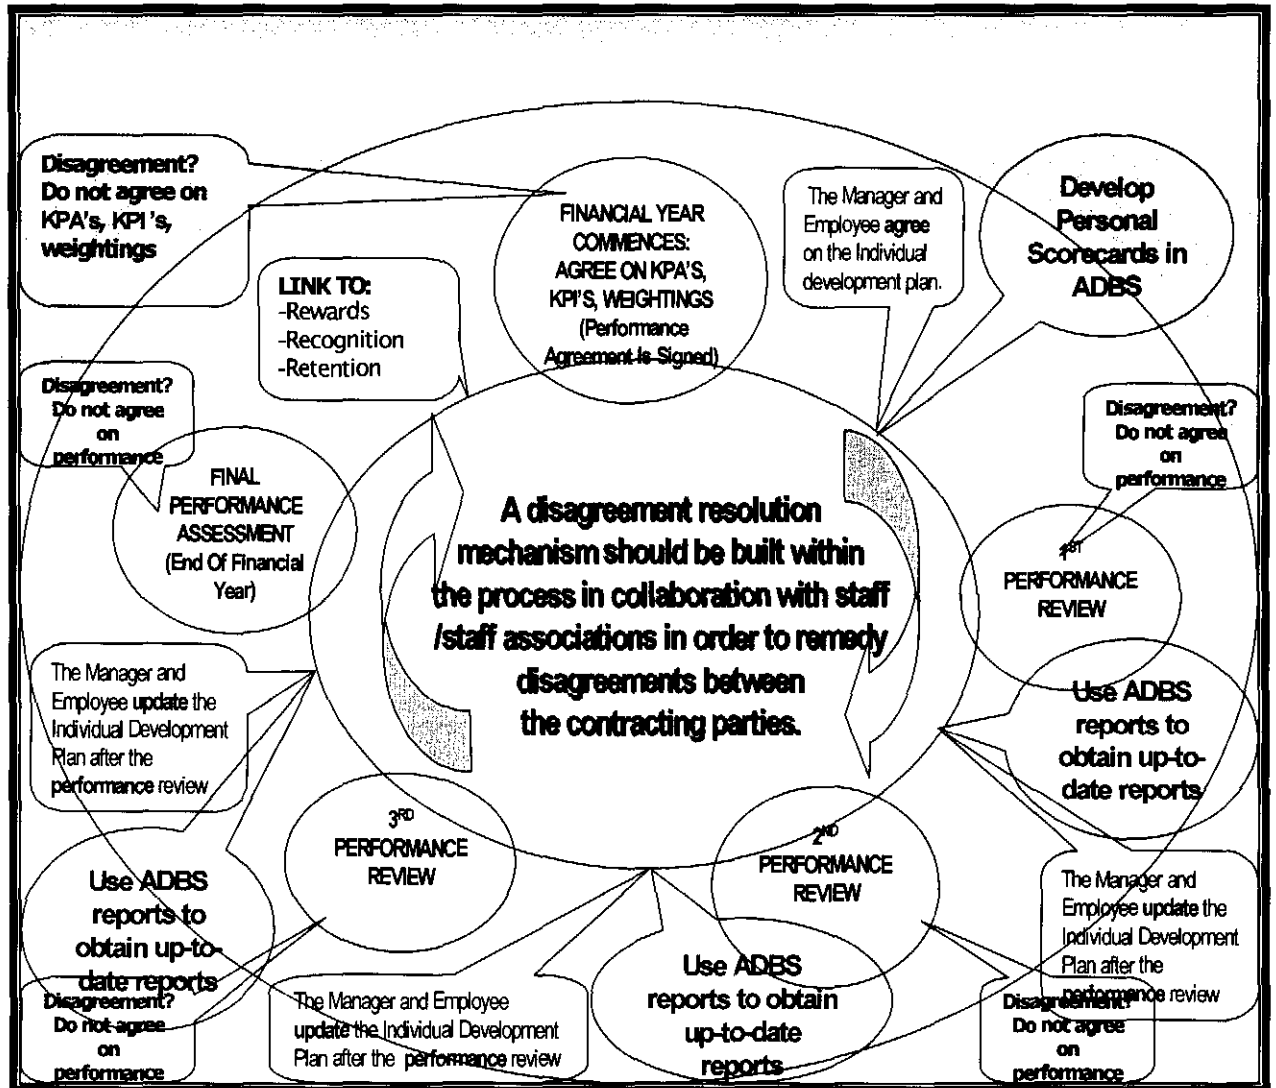 Disagreement?
Do not agree on
KPA's, KPI 's,
weightings
FINANCIAL YEAR
COMMENCES:
AGREE ON KPA'S,
KPI'S, WEIGHTINGS
(Performance
Agreement Is Signed)
The Manager and
Employee agree
on the Individual
development plan.
Develop
Personal
Scorecards in
ADBS
LINK TO:
-Rewards
-Recognition
-Retention
Disagreement?
Do not agree
on
performance
FINAL
PERFORMANCE
ASSESSMENT
(End Of Financial
Year)
Disagreement?
Do not agree
on
performance
1ST
PERFORMANCE
REVIEW
A disagreement resolution
mechanism should be built within
the process in collaboration with staff
/staff associations in order to remedy
disagreements between
the contracting parties.
The Manager and
Employee update the
Individual Development
Plan after the
performance review
Use ADBS
reports to
obtain up-to-
date reports
3RD
PERFORMANCE
REVIEW
2ND
PERFORMANCE
REVIEW
Use ADBS
reports to
obtain up-to-
date reports
The Manager and
Employee update the
Individual Development
Plan after the
performance review
Disagreement?
Do not agree
on
performance
The Manager and Employee
update the Individual Development
Plan after the performance review
Use ADBS
reports to obtain
up-to-date
reports
Disagreement?
Do not agree
on
performance